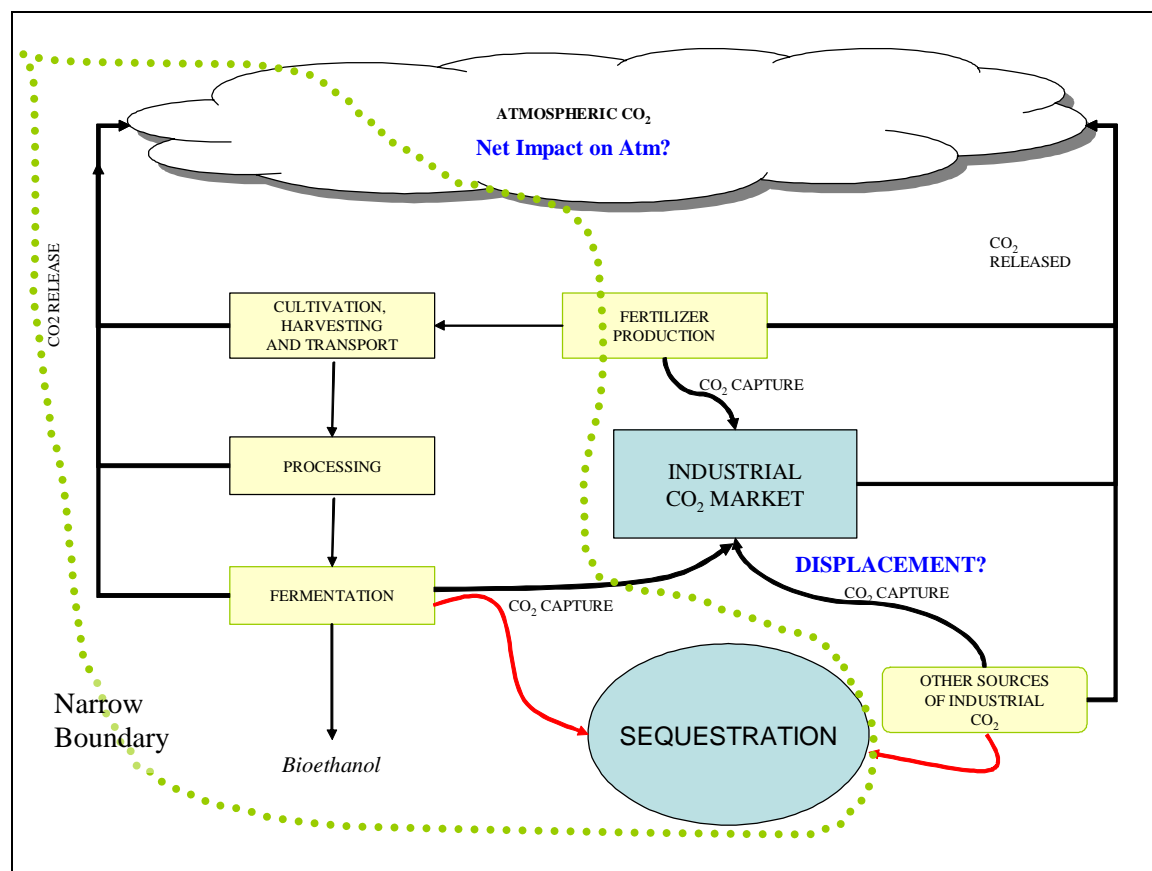 ATMOSPHERIC CO₂
Net Impact on Atm?
CO2 RELEASE
CO₂
RELEASED
CULTIVATION,
HARVESTING
AND TRANSPORT
FERTILIZER
PRODUCTION
CO₂ CAPTURE
PROCESSING
INDUSTRIAL
CO₂ MARKET
DISPLACEMENT?
FERMENTATION
CO₂ CAPTURE
CO₂ CAPTURE
OTHER SOURCES
OF INDUSTRIAL
CO₂
Narrow
Boundary
SEQUESTRATION
Bioethanol